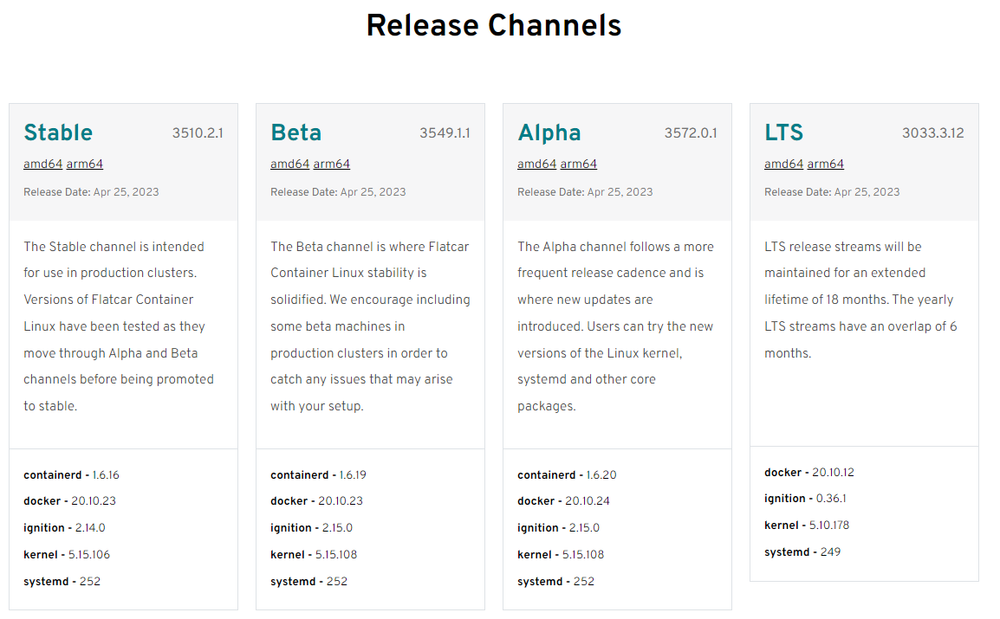 Release Channels
Stable 3510.2.1
amd64 arm64
Release Date: Apr 25, 2023
The Stable channel is intended
for use in production clusters.
Versions of Flatcar Container
Linux have been tested as they
move through Alpha and Beta
channels before being promoted
to stable.
containerd - 1.6.16
docker - 20.10.23
ignition - 2.14.0
kernel - 5.15.106
systemd - 252
Beta 3549.1.1
amd64 arm64
Release Date: Apr 25, 2023
The Beta channel is where Flatcar
Container Linux stability is
solidified. We encourage including
some beta machines in
production clusters in order to
catch any issues that may arise
with your setup.
containerd - 1.6.19
docker - 20.10.23
ignition - 2.15.0
kernel - 5.15.108
systemd - 252
Alpha 3572.0.1
amd64 arm64
Release Date: Apr 25, 2023
The Alpha channel follows a more
frequent release cadence and is
where new updates are
introduced. Users can try the new
versions of the Linux kernel,
systemd and other core
packages.
containerd - 1.6.20
docker - 20.10.24
ignition - 2.15.0
kernel - 5.15.108
systemd - 252
LTS 3033.3.12
amd64 arm64
Release Date: Apr 25, 2023
LTS release streams will be
maintained for an extended
lifetime of 18 months. The yearly
LTS streams have an overlap of 6
months.
docker - 20.10.12
ignition - 0.36.1
kernel - 5.10.178
systemd - 249